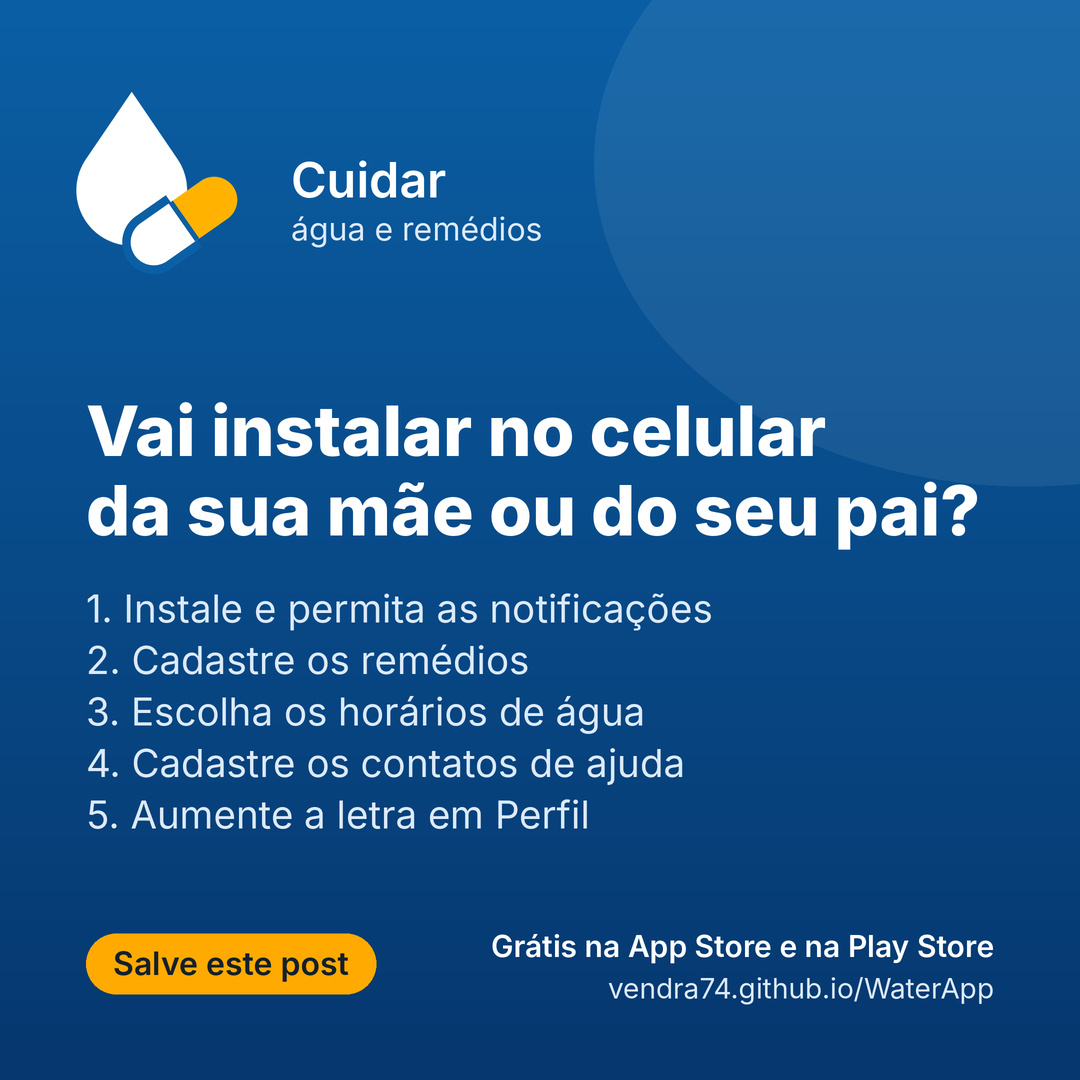 Cuidar
água e remédios
Vai instalar no celular
da sua mãe ou do seu pai?
1. Instale e permita as notificações
2. Cadastre os remédios
3. Escolha os horários de água
4. Cadastre os contatos de ajuda
5. Aumente a letra em Perfil
Salve este post
Grátis na App Store e na Play Store
vendra74.github.io/WaterApp